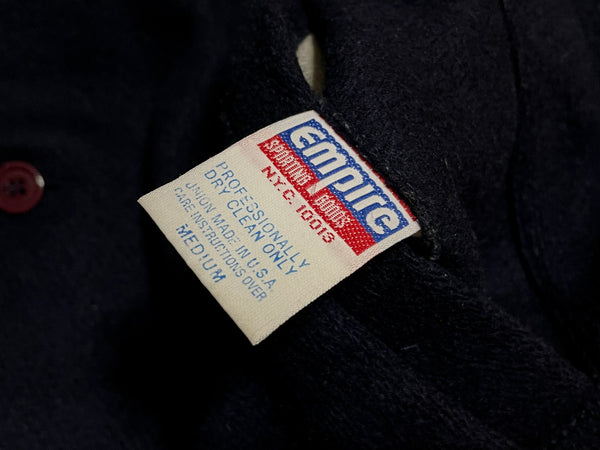 Empire
SPORTING GOODS
N.Y.C. 10013
PROFESSIONALLY
DRY CLEAN ONLY
UNION MADE IN U.S.A.
CARE INSTRUCTIONS OVER
MEDIUM